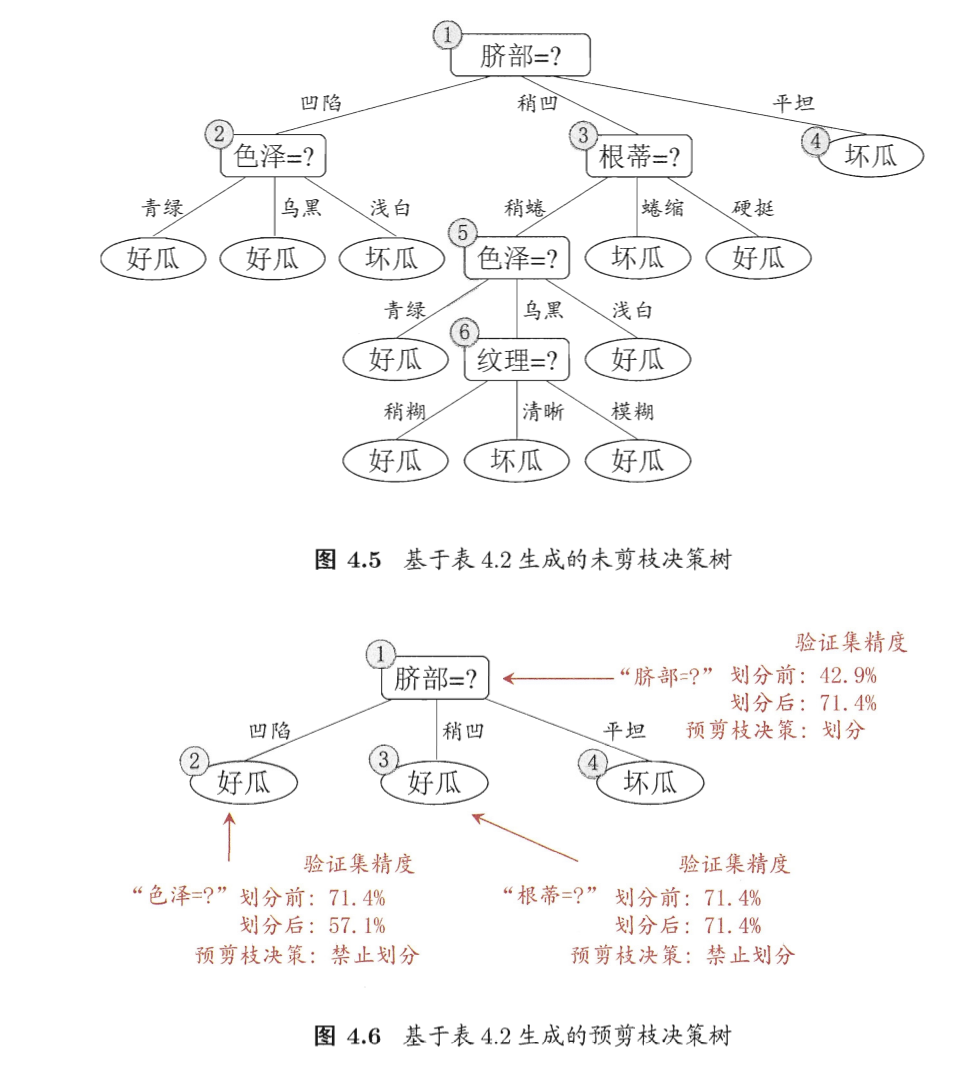 ①
脐部=?
凹陷 稍凹 平坦
② ③ ④
色泽=? 根蒂=? 坏瓜
青绿 乌黑 浅白 稍蜷 蜷缩 硬挺
⑤
好瓜 好瓜 坏瓜 色泽=? 坏瓜 好瓜
青绿 乌黑 浅白
⑥
好瓜 纹理=? 好瓜
稍糊 清晰 模糊
好瓜 坏瓜 好瓜
图 4.5 基于表 4.2 生成的未剪枝决策树
验证集精度
①
脐部=? “脐部=?” 划分前: 42.9%
划分后: 71.4%
预剪枝决策: 划分
凹陷 稍凹 平坦
② ③ ④
好瓜 好瓜 坏瓜
验证集精度
“色泽=?” 划分前: 71.4%
划分后: 57.1%
预剪枝决策: 禁止划分
验证集精度
“根蒂=?” 划分前: 71.4%
划分后: 71.4%
预剪枝决策: 禁止划分
图 4.6 基于表 4.2 生成的预剪枝决策树